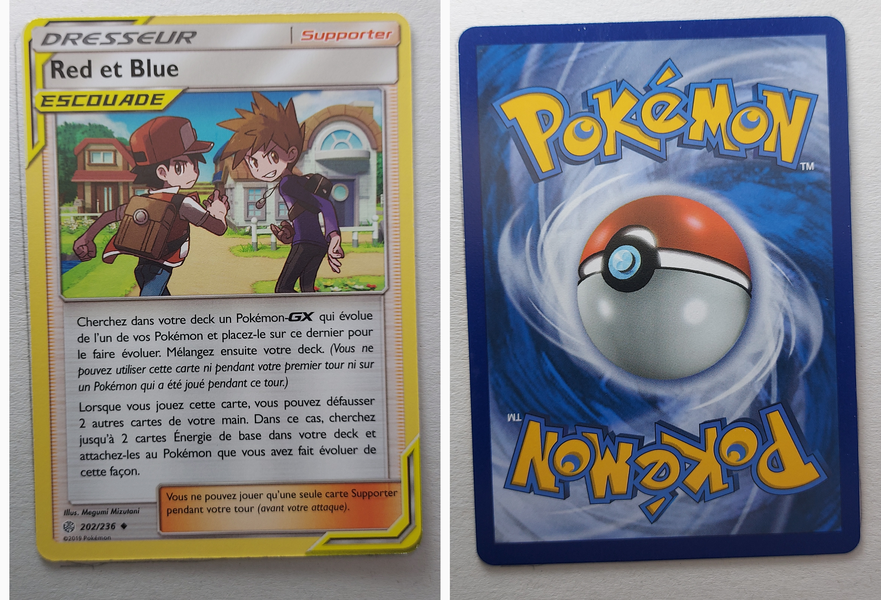 DRESSEUR
Supporter
Red et Blue
ESCOUADE
Cherchez dans votre deck un Pokémon-GX qui évolue
de l'un de vos Pokémon et placez-le sur ce dernier pour
le faire évoluer. Mélangez ensuite votre deck. (Vous ne
pouvez utiliser cette carte ni pendant votre premier tour ni sur
un Pokémon qui a été joué pendant ce tour.)
Lorsque vous jouez cette carte, vous pouvez défausser
2 autres cartes de votre main. Dans ce cas, cherchez
jusqu'à 2 cartes Énergie de base dans votre deck et
attachez-les au Pokémon que vous avez fait évoluer de
cette façon.
Vous ne pouvez jouer qu'une seule carte Supporter
pendant votre tour (avant votre attaque).
Illus. Megumi Mizutani
202/236
©2019 Pokémon
POKéMON
TM
TM
POKéMON